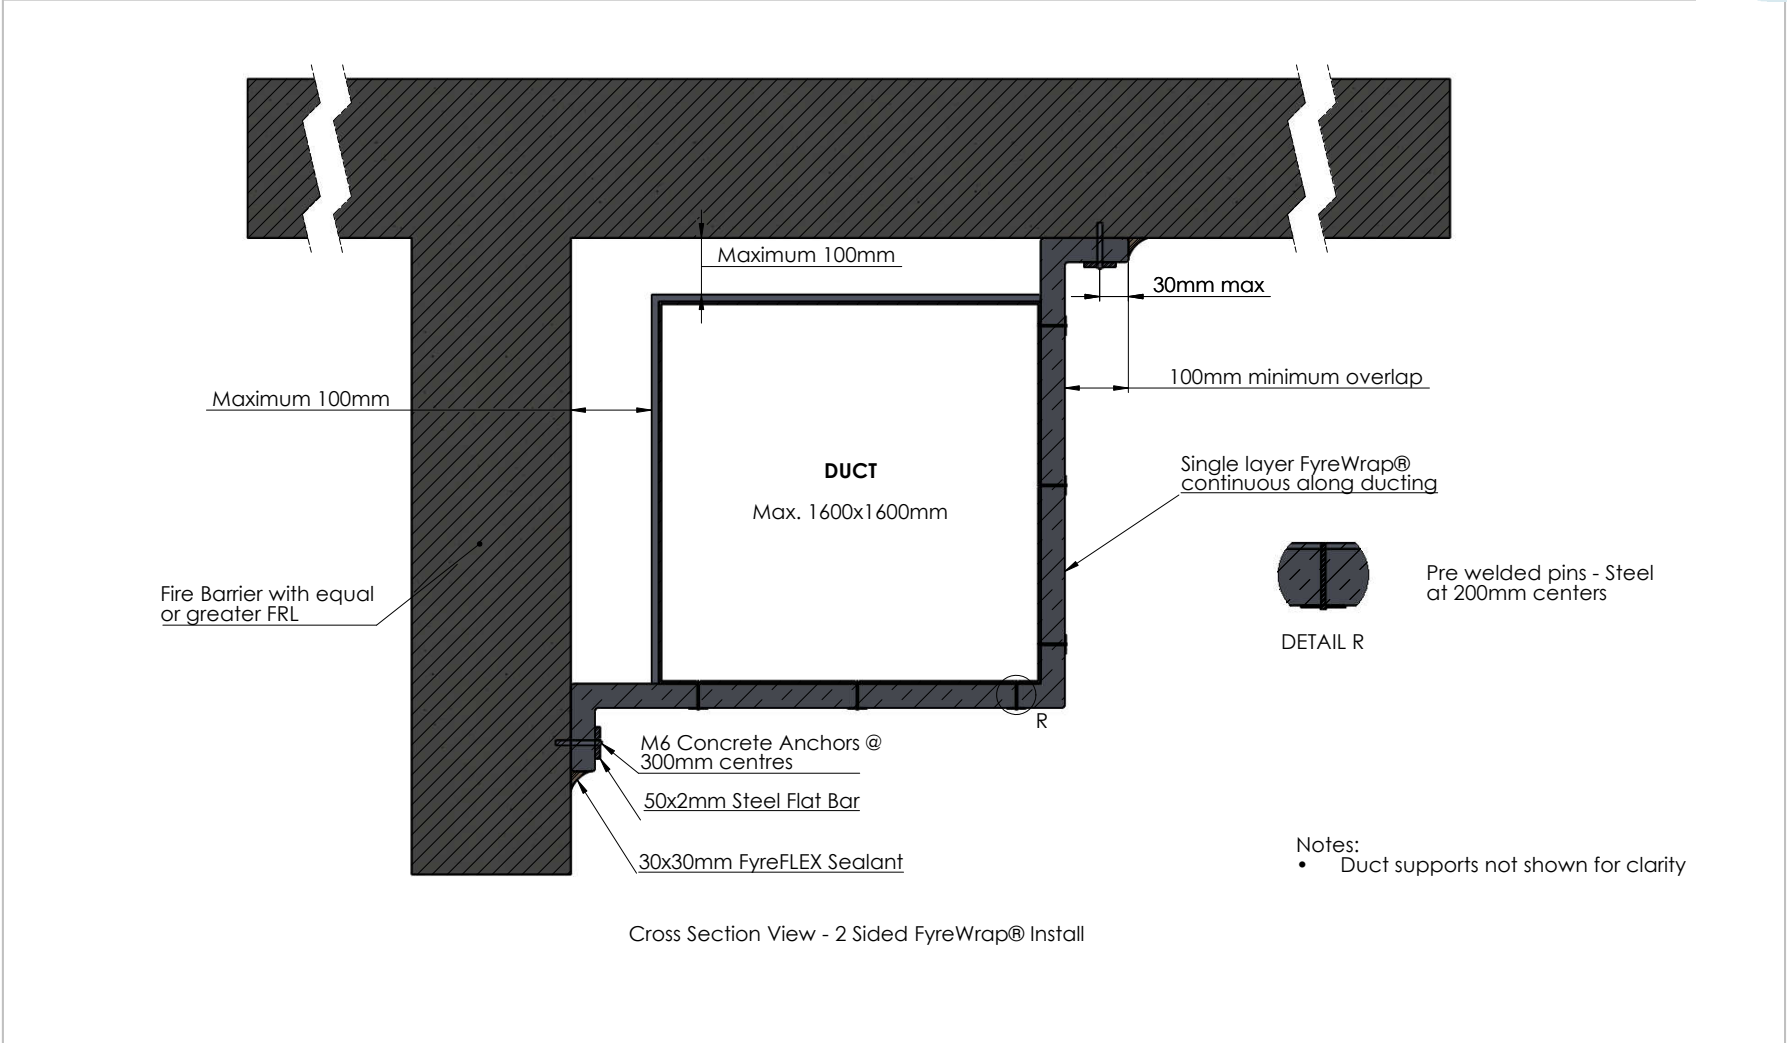 Maximum 100mm
30mm max
Maximum 100mm
100mm minimum overlap
DUCT
Max. 1600x1600mm
Single layer FyreWrap®
continuous along ducting
Fire Barrier with equal
or greater FRL
Pre welded pins - Steel
at 200mm centers
DETAIL R
R
M6 Concrete Anchors @
300mm centres
50x2mm Steel Flat Bar
30x30mm FyreFLEX Sealant
Notes:
• Duct supports not shown for clarity
Cross Section View - 2 Sided FyreWrap® Install